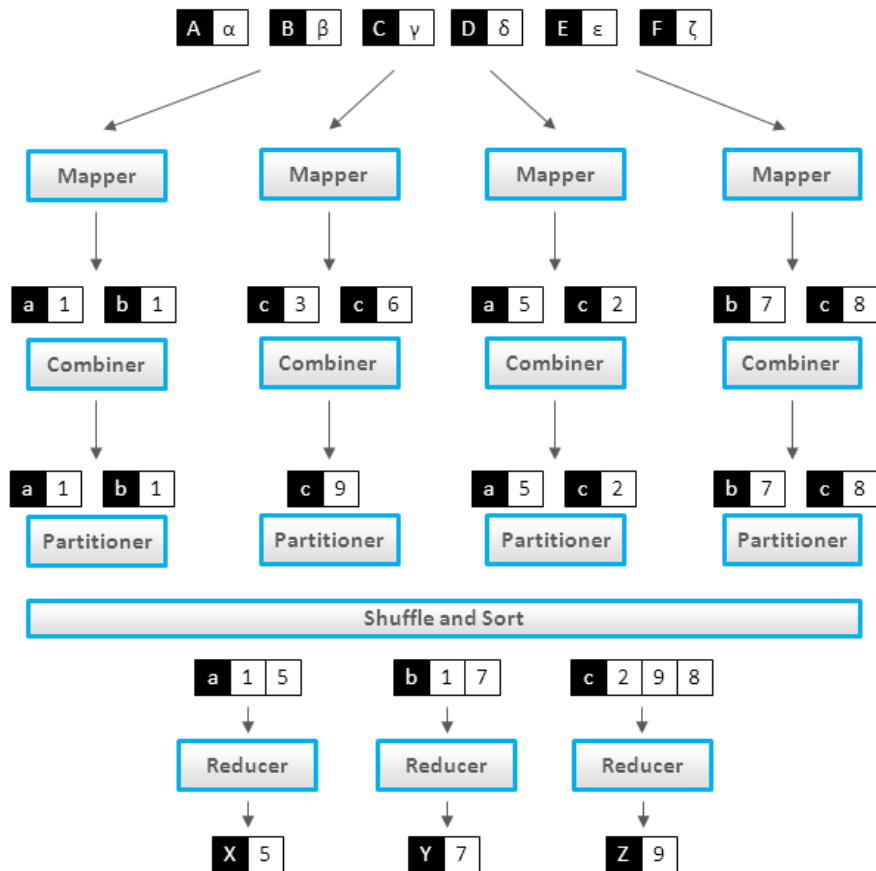 A α B β C γ D δ E ε F ζ
Mapper Mapper Mapper Mapper
a 1 b 1 c 3 c 6 a 5 c 2 b 7 c 8
Combiner Combiner Combiner Combiner
a 1 b 1 c 9 a 5 c 2 b 7 c 8
Partitioner Partitioner Partitioner Partitioner
Shuffle and Sort
a 1 5 b 1 7 c 2 9 8
Reducer Reducer Reducer
X 5 Y 7 Z 9